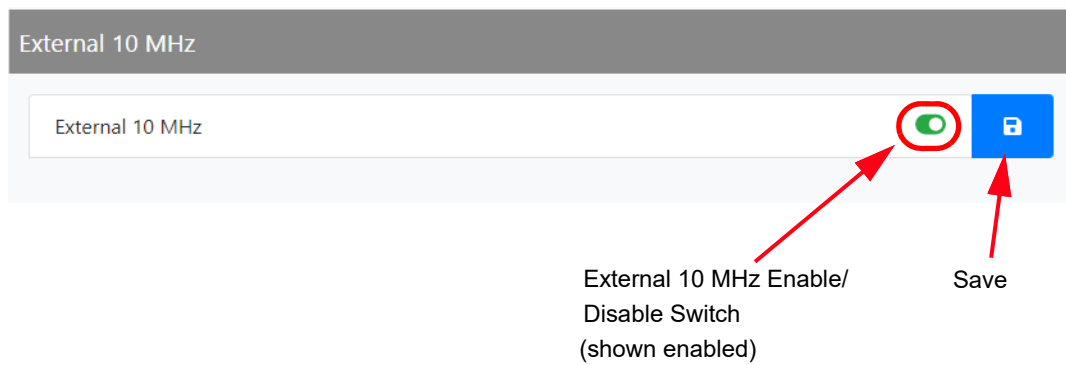 External 10 MHz
External 10 MHz
External 10 MHz Enable/
Disable Switch
(shown enabled)
Save